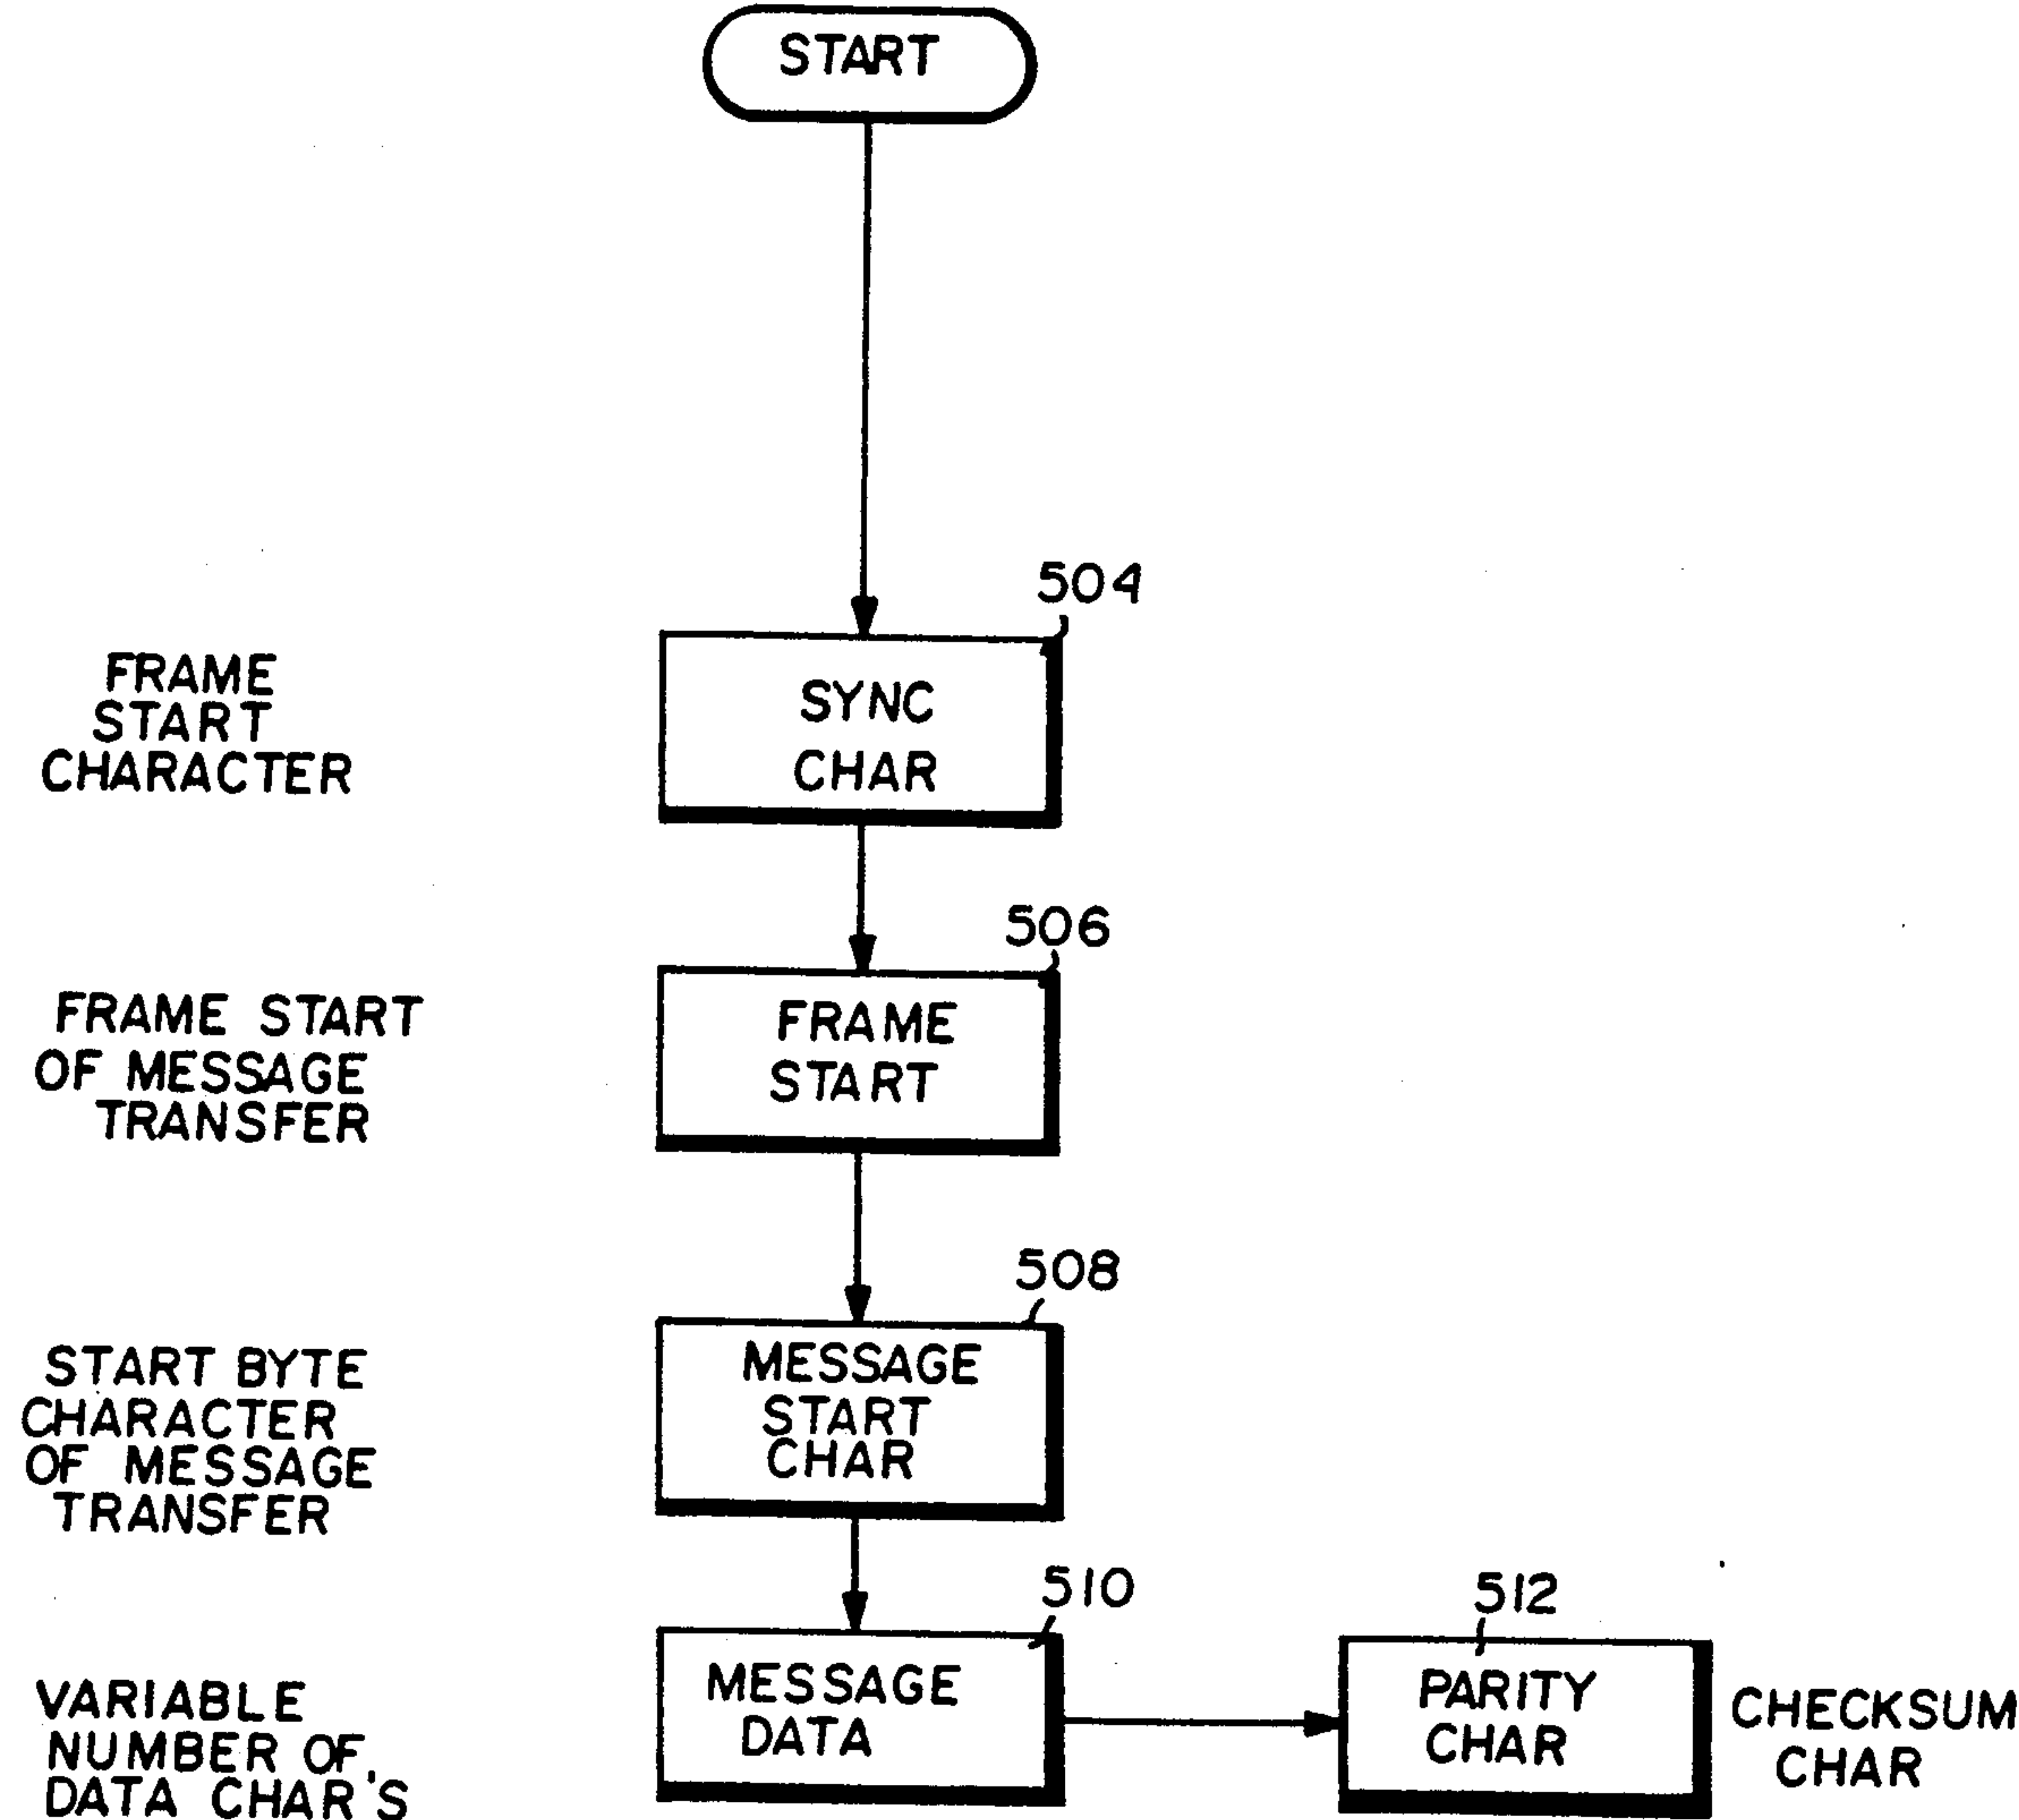 START
504
FRAME
START
CHARACTER
SYNC
CHAR
506
FRAME START
OF MESSAGE
TRANSFER
FRAME
START
508
START BYTE
CHARACTER
OF MESSAGE
TRANSFER
MESSAGE
START
CHAR
510
512
VARIABLE
NUMBER OF
DATA CHAR'S
MESSAGE
DATA
PARITY
CHAR
CHECKSUM
CHAR